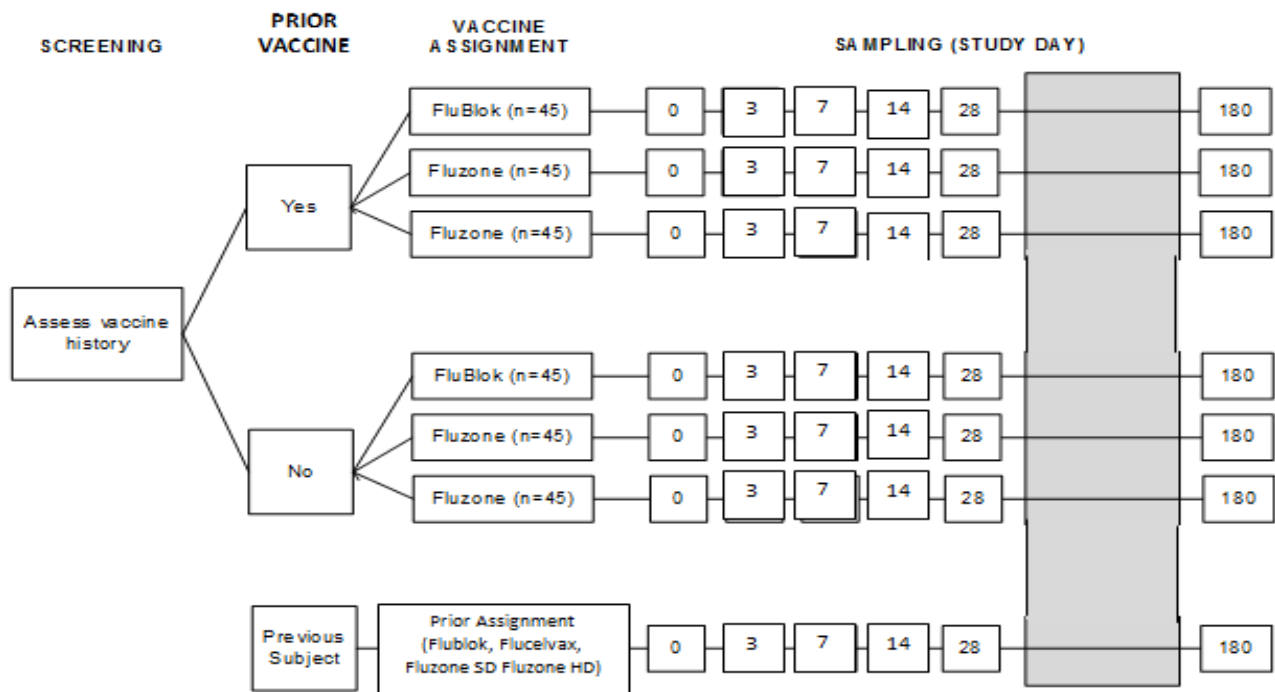 SCREENING
PRIOR
VACCINE
VACCINE
ASSIGNMENT
SAMPLING (STUDY DAY)
FluBlok (n=45) 0 3 7 14 28 180
Fluzone (n=45) 0 3 7 14 28 180
Fluzone (n=45) 0 3 7 14 28 180
Yes
Assess vaccine
history
FluBlok (n=45) 0 3 7 14 28 180
Fluzone (n=45) 0 3 7 14 28 180
Fluzone (n=45) 0 3 7 14 28 180
No
Previous
Subject
Prior Assignment
(Flublok, Flucelvax,
Fluzone SD Fluzone HD)
0 3 7 14 28 180